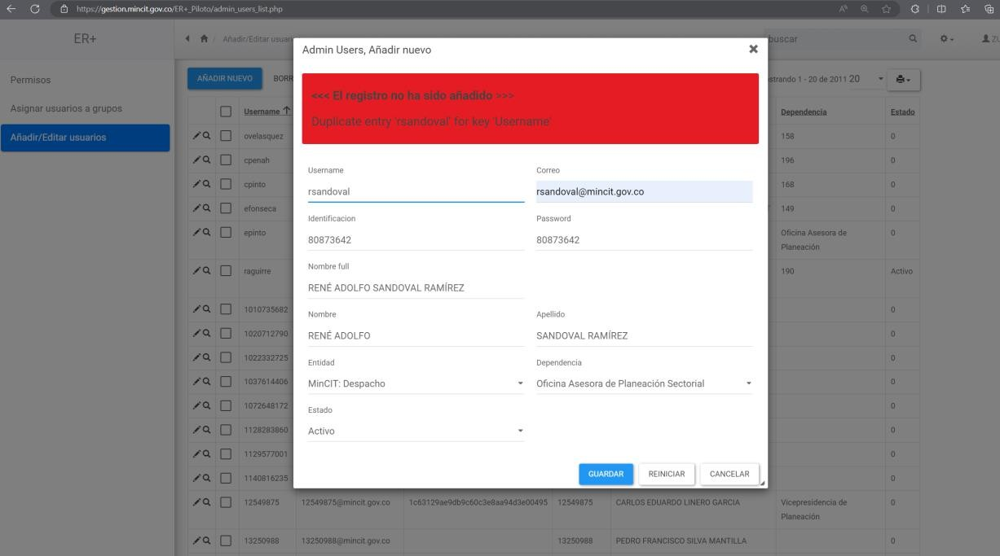 https://gestion.mincit.gov.co/ER+_Piloto/admin_users_list.php
ER+
Añadir/Editar usuari
buscar
ZU
Permisos
Asignar usuarios a grupos
Añadir/Editar usuarios
AÑADIR NUEVO
BORR
strando 1 - 20 de 2011 20
Username
Dependencia
Estado
ovelasquez
158
0
cpenah
196
0
cpinto
168
0
efonseca
149
0
epinto
Oficina Asesora de
Planeación
0
raguirre
190
Activo
1010735682
0
1020712790
0
1022332725
0
1037614406
0
1072648172
0
1128283860
0
1129577001
0
1140816235
0
12549875
12549875@mincit.gov.co
1c63129ae9db9c60c3e8aa94d3e00495
12549875
CARLOS EDUARDO LINERO GARCIA
Vicepresidencia de
Planeación
0
13250988
13250988@mincit.gov.co
13250988
PEDRO FRANCISCO SILVA MANTILLA
0
Admin Users, Añadir nuevo
<<< El registro no ha sido añadido >>>
Duplicate entry 'rsandoval' for key 'Username'
Username
Correo
rsandoval
rsandoval@mincit.gov.co
Identificacion
Password
80873642
80873642
Nombre full
RENÉ ADOLFO SANDOVAL RAMÍREZ
Nombre
Apellido
RENÉ ADOLFO
SANDOVAL RAMÍREZ
Entidad
Dependencia
MinCIT: Despacho
Oficina Asesora de Planeación Sectorial
Estado
Activo
GUARDAR
REINICIAR
CANCELAR